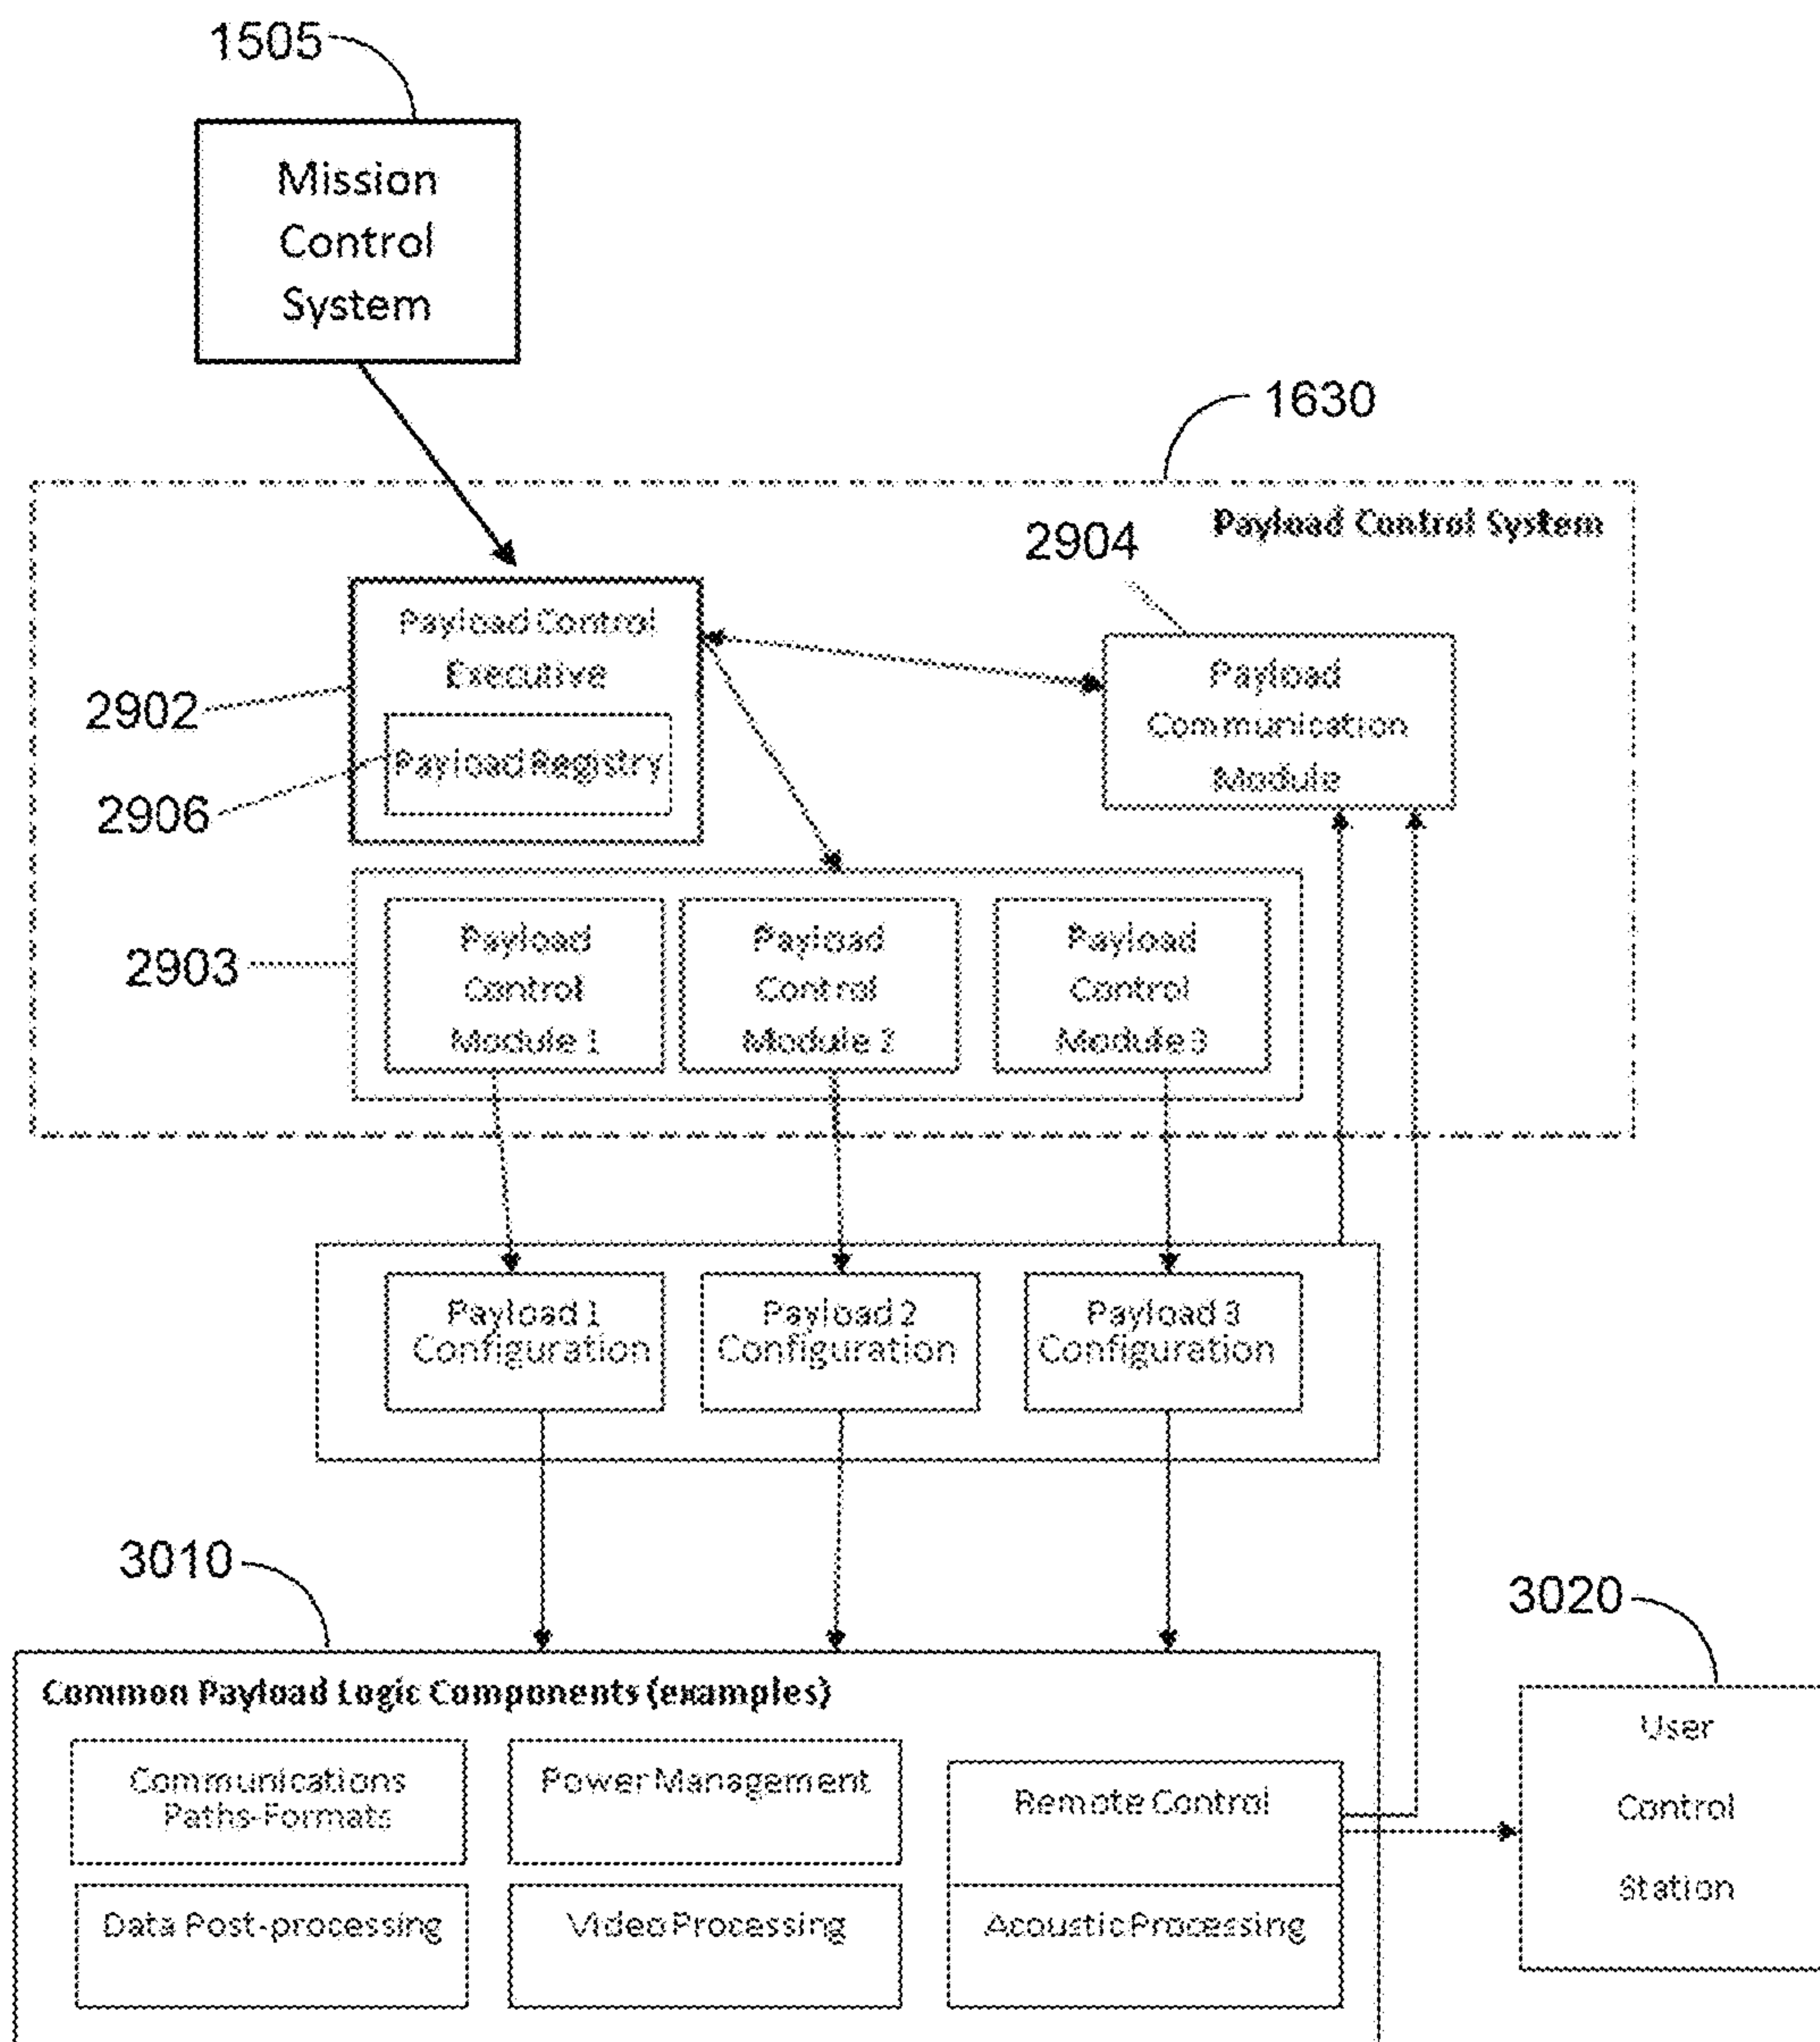 1505
Mission
Control
System
1630
Payload Control System
2904
Payload Control
Executive
2902
Payload Registry
2906
Payload
Communication
Module
2903
Payload
Control
Module 1
Payload
Control
Module 2
Payload
Control
Module 3
Payload 1
Configuration
Payload 2
Configuration
Payload 3
Configuration
3010
3020
Common Payload Logic Components (examples)
Communications
Paths-Formats
Power Management
Remote Control
Data Post-processing
Video Processing
Acoustic Processing
User
Control
Station